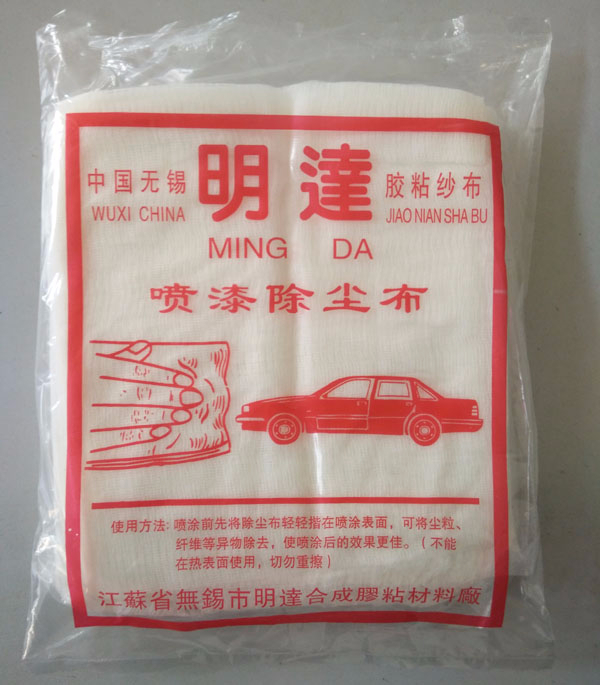 中国无锡
WUXI CHINA
明達
MING DA
胶粘纱布
JIAO NIAN SHA BU
喷漆除尘布
使用方法: 喷涂前先将除尘布轻轻揩在喷涂表面，可将尘粒、
纤维等异物除去，使喷涂后的效果更佳。（不能
在热表面使用，切勿重擦）
江蘇省無錫市明達合成膠粘材料廠